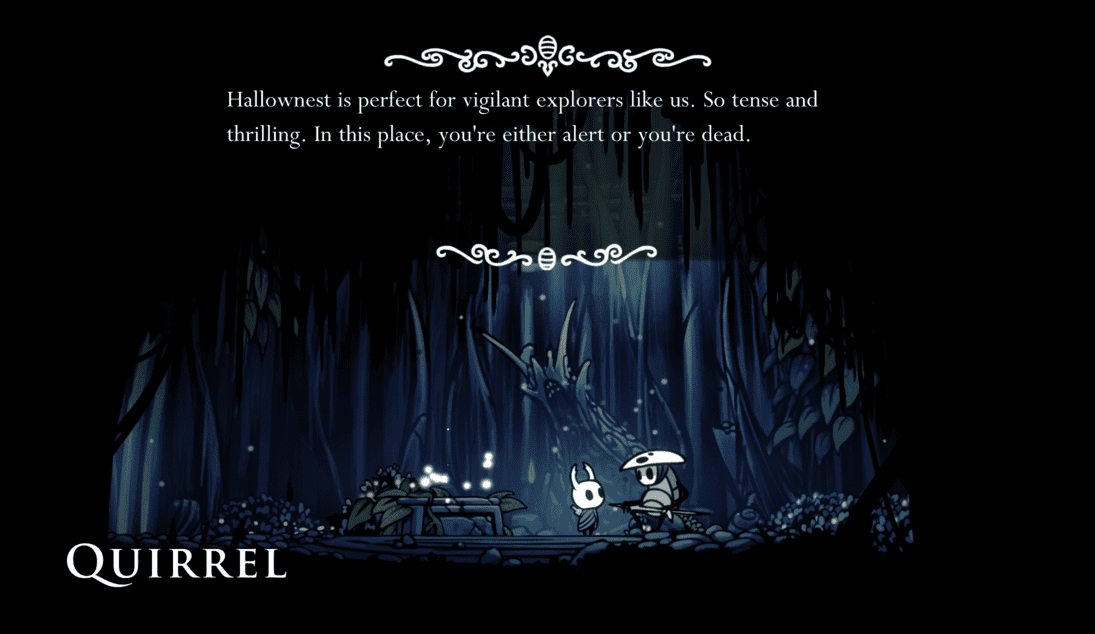 Hallownest is perfect for vigilant explorers like us. So tense and
thrilling. In this place, you're either alert or you're dead.
QUIRREL